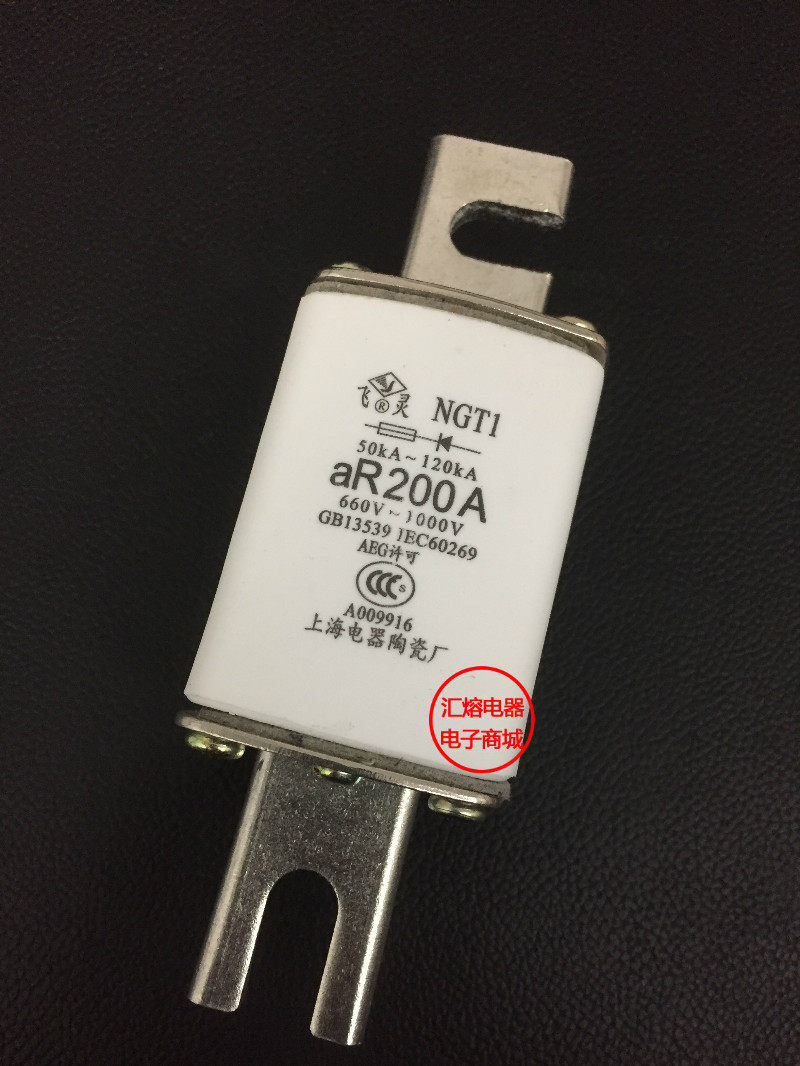 飞®灵 NGT1
50kA~120kA
aR200A
660V~1000V
GB13539 IEC60269
AEG许可
CCC S
A009916
上海电器陶瓷厂
汇熔电器
电子商城